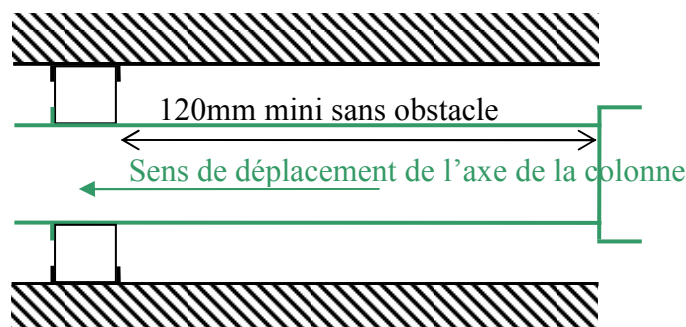 120mm mini sans obstacle
Sens de déplacement de l’axe de la colonne